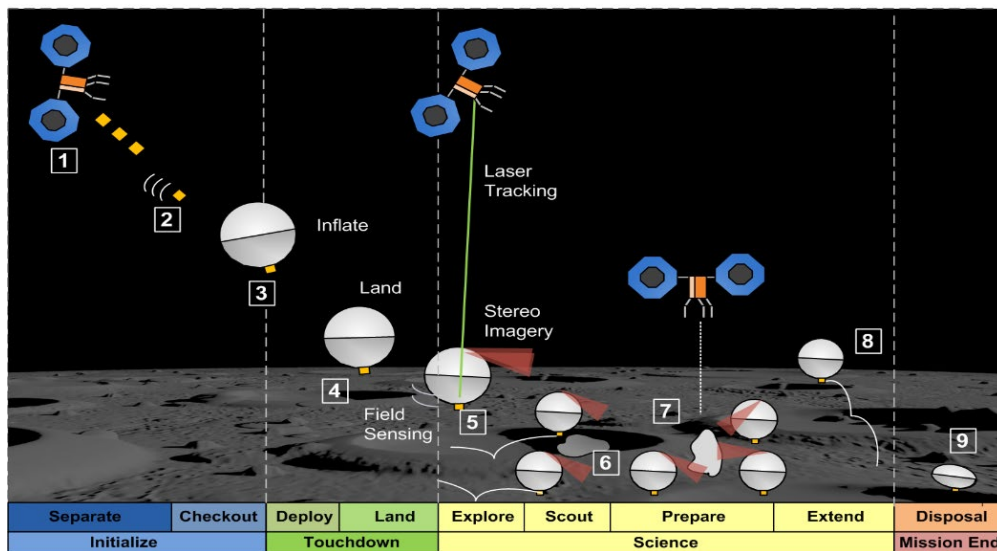 1
2
3
Inflate
Land
4
Laser
Tracking
Stereo
Imagery
Field
Sensing
5
6
7
8
9
Separate
Checkout
Deploy
Land
Explore
Scout
Prepare
Extend
Disposal
Initialize
Touchdown
Science
Mission End